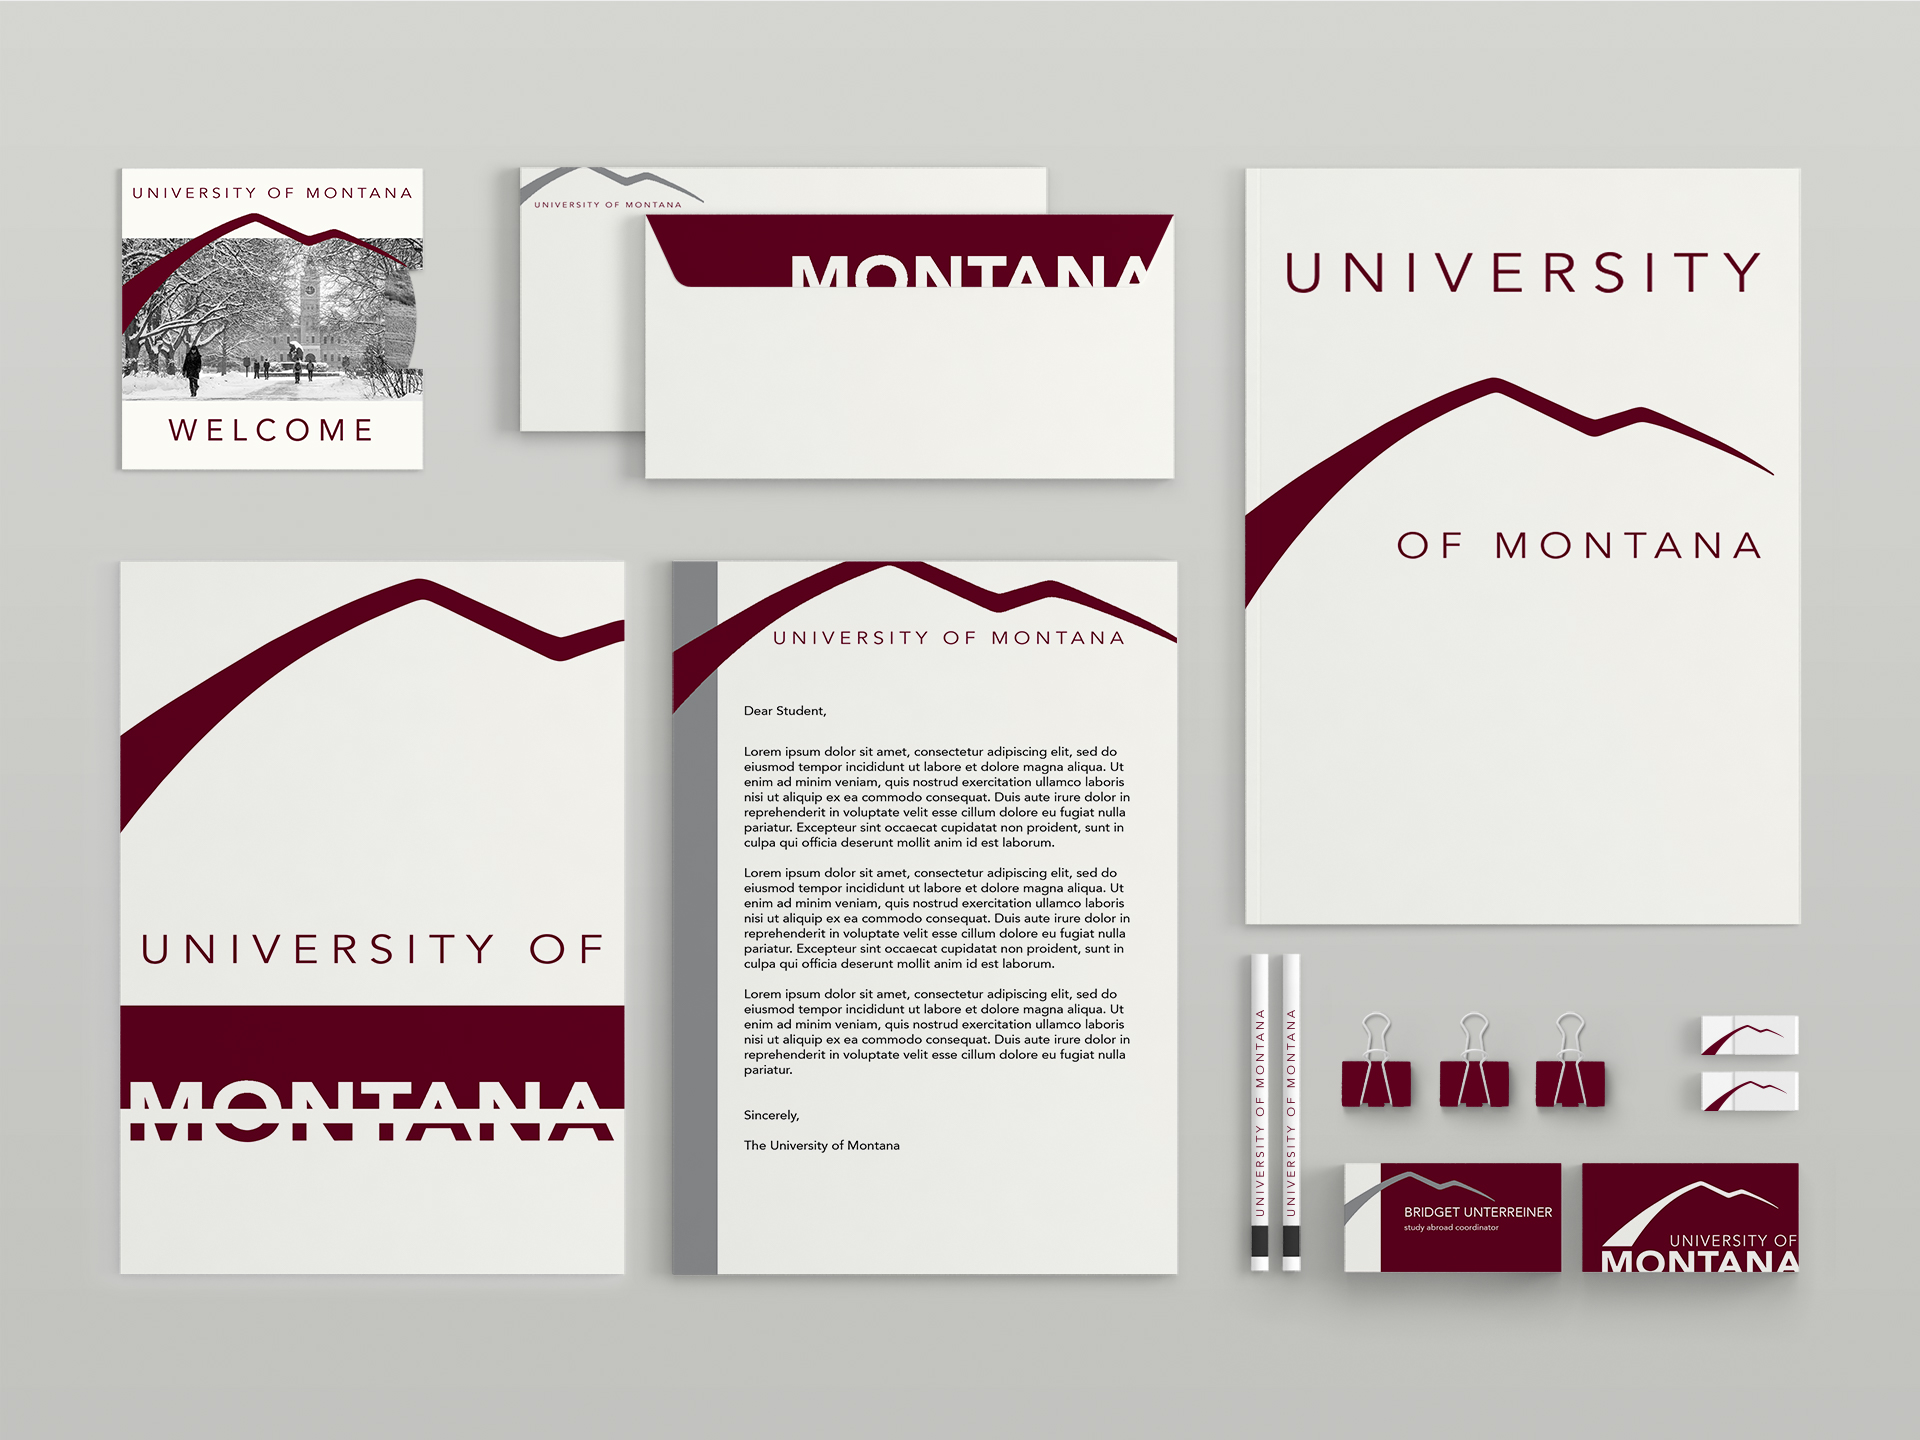 UNIVERSITY OF MONTANA
WELCOME
UNIVERSITY OF MONTANA
MONTANA
UNIVERSITY
OF MONTANA
UNIVERSITY OF
MONTANA
UNIVERSITY OF MONTANA
Dear Student,
Lorem ipsum dolor sit amet, consectetur adipiscing elit, sed do
eiusmod tempor incididunt ut labore et dolore magna aliqua. Ut
enim ad minim veniam, quis nostrud exercitation ullamco laboris
nisi ut aliquip ex ea commodo consequat. Duis aute irure dolor in
reprehenderit in voluptate velit esse cillum dolore eu fugiat nulla
pariatur. Excepteur sint occaecat cupidatat non proident, sunt in
culpa qui officia deserunt mollit anim id est laborum.
Lorem ipsum dolor sit amet, consectetur adipiscing elit, sed do
eiusmod tempor incididunt ut labore et dolore magna aliqua. Ut
enim ad minim veniam, quis nostrud exercitation ullamco laboris
nisi ut aliquip ex ea commodo consequat. Duis aute irure dolor in
reprehenderit in voluptate velit esse cillum dolore eu fugiat nulla
pariatur. Excepteur sint occaecat cupidatat non proident, sunt in
culpa qui officia deserunt mollit anim id est laborum.
Lorem ipsum dolor sit amet, consectetur adipiscing elit, sed do
eiusmod tempor incididunt ut labore et dolore magna aliqua. Ut
enim ad minim veniam, quis nostrud exercitation ullamco laboris
nisi ut aliquip ex ea commodo consequat. Duis aute irure dolor in
reprehenderit in voluptate velit esse cillum dolore eu fugiat nulla
pariatur.
Sincerely,
The University of Montana
UNIVERSITY OF MONTANA
UNIVERSITY OF MONTANA
BRIDGET UNTERREINER
study abroad coordinator
UNIVERSITY OF
MONTANA